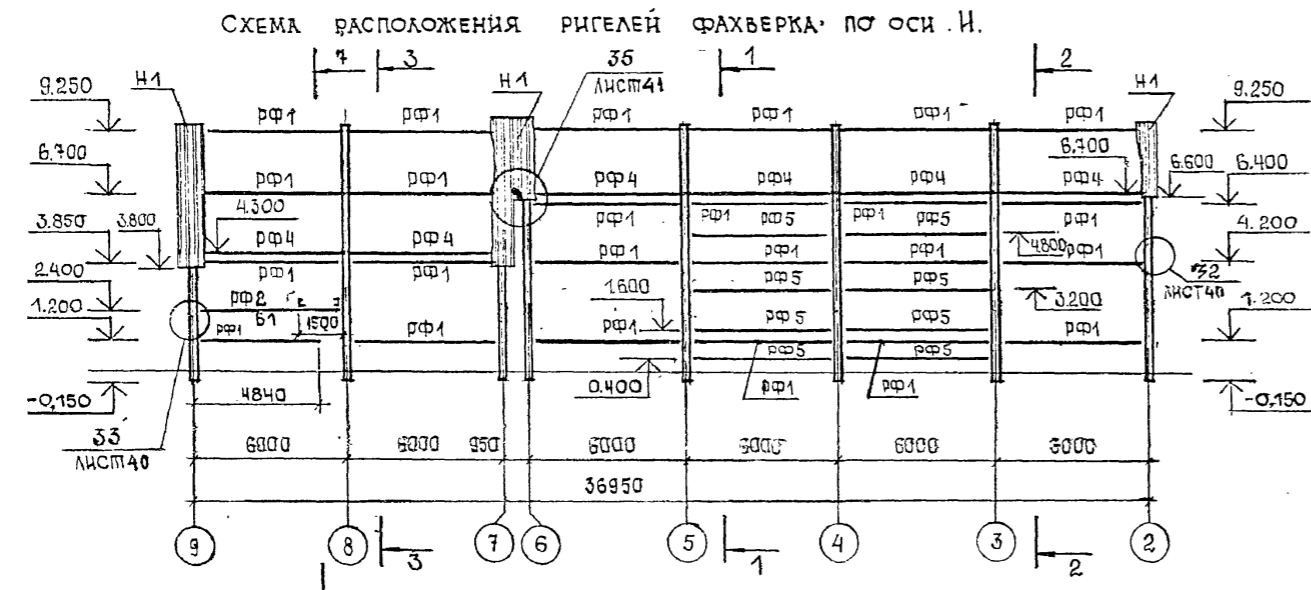 СХЕМА РАСПОЛОЖЕНИЯ РИГЕЛЕЙ ФАХВЕРКА ПО ОСИ И.
7 3 35 1 2
ЛИСТ41
9.250 Н1 Н1 Н1 9.250
РФ1 РФ1 РФ1 РФ1 РФ1 РФ1
6.700 6.700 6.600 6.400
РФ1 РФ1 РФ4 РФ4 РФ4 РФ4
3.850 3.800 4.300 РФ1 РФ1 РФ5 РФ1 РФ5 РФ1 4.200
РФ4 РФ4 РФ1 РФ1 РФ1 4.800 РФ1
2.400 РФ1 РФ1 РФ5 РФ5 32
ЛИСТ40
1.200 РФ2 1.600 3.200 1.200
Б1 1500
РФ1 РФ1 РФ1 РФ5 РФ5 РФ1
РФ5 РФ5
-0,150 4840 0.400 РФ1 РФ1 -0,150
33
ЛИСТ40
6000 6000 950 6000 6000 6000 6000
36950
9 8 7 6 5 4 3 2
3 1 2